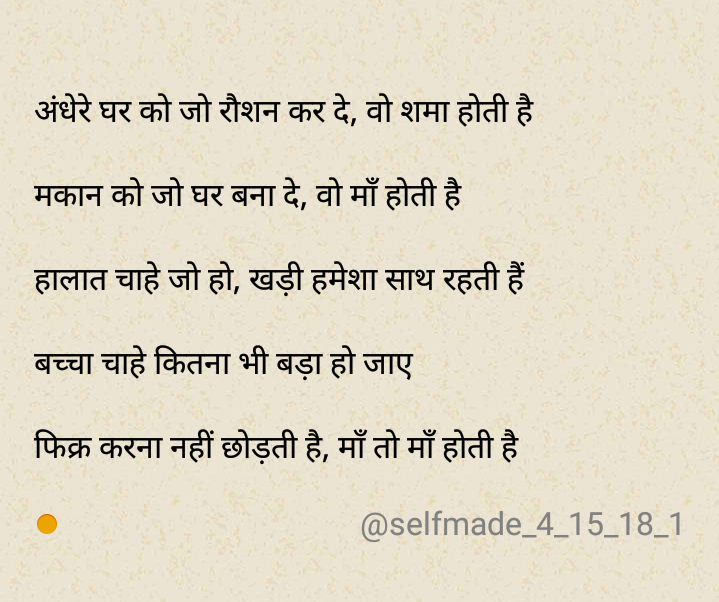 अंधेरे घर को जो रौशन कर दे, वो शमा होती है
मकान को जो घर बना दे, वो माँ होती है
हालात चाहे जो हो, खड़ी हमेशा साथ रहती हैं
बच्चा चाहे कितना भी बड़ा हो जाए
फिक्र करना नहीं छोड़ती है, माँ तो माँ होती है
@selfmade_4_15_18_1